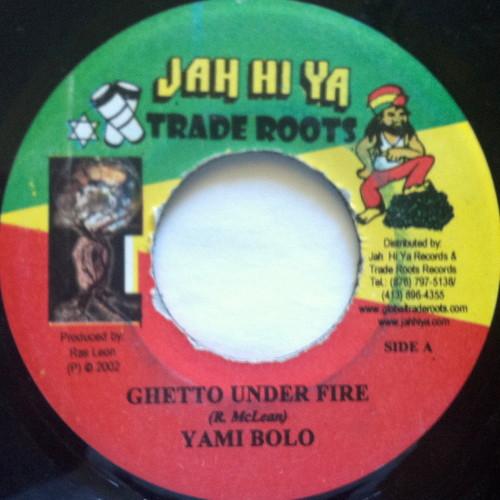 JAH HI YA
TRADE ROOTS
Distributed by:
Jah Hi Ya Records &
Trade Roots Records
Tel.: (876) 797-5138/
(413) 896-4355
www.globaltraderoots.com
www.jahhiya.com
SIDE A
Produced by:
Ras Leon
(P) © 2002
GHETTO UNDER FIRE
(R. McLean)
YAMI BOLO